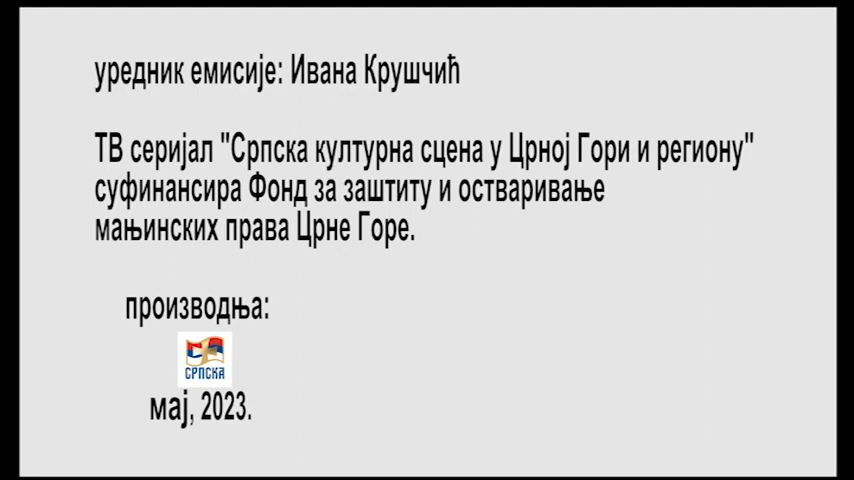 уредник емисије: Ивана Крушчић
ТВ серијал "Српска културна сцена у Црној Гори и региону"
суфинансира Фонд за заштиту и остваривање
мањинских права Црне Горе.
производња:
СРПСКА
мај, 2023.